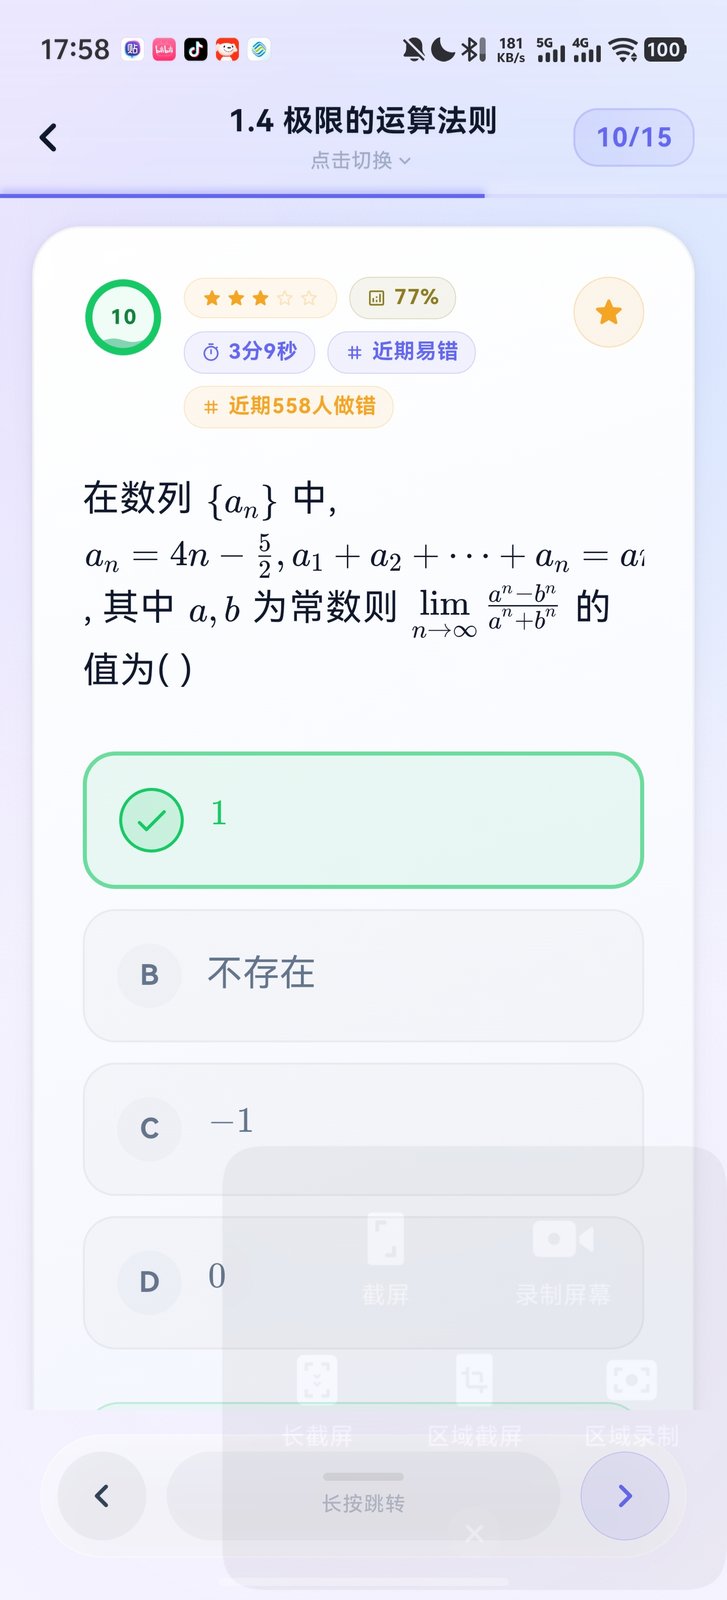 17:58 贴 181 KB/s 5G 4G 100
1.4 极限的运算法则
点击切换
10/15
10
77%
3分9秒 # 近期易错
# 近期558人做错
在数列 {aₙ} 中,
aₙ = 4n − 5/2, a₁ + a₂ + ··· + aₙ = a
, 其中 a, b 为常数则 lim n→∞ (aⁿ−bⁿ)/(aⁿ+bⁿ) 的
值为( )
1
B 不存在
C −1
D 0
截屏 录制屏幕
长截屏 区域截屏 区域录制
长按跳转